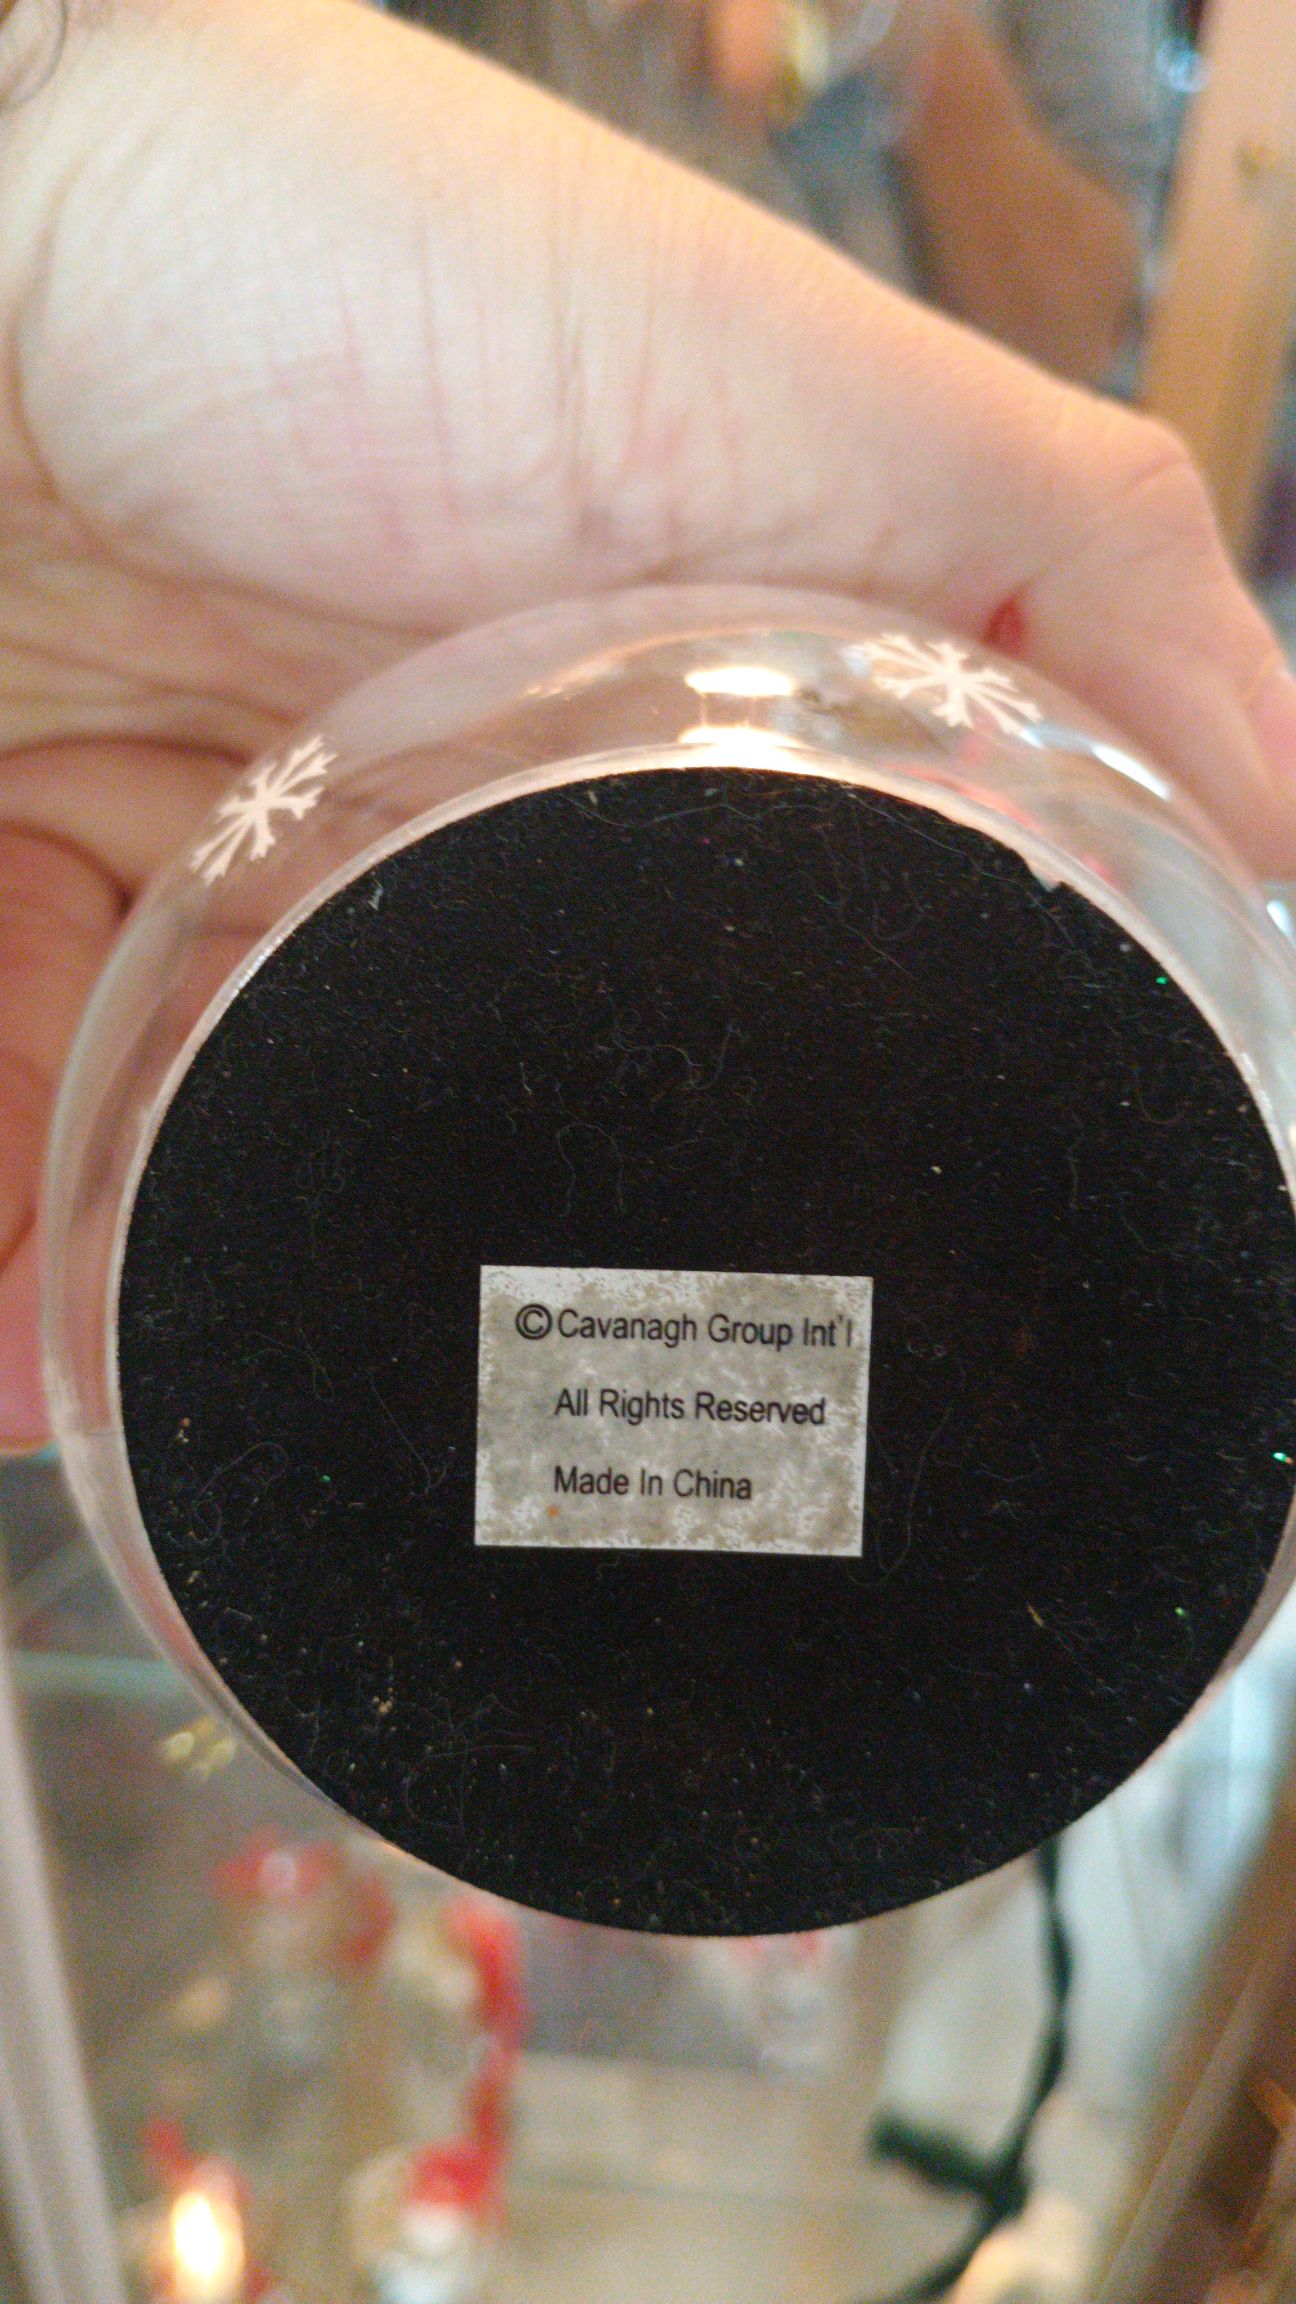 ©Cavanagh Group Int'l
All Rights Reserved
Made In China